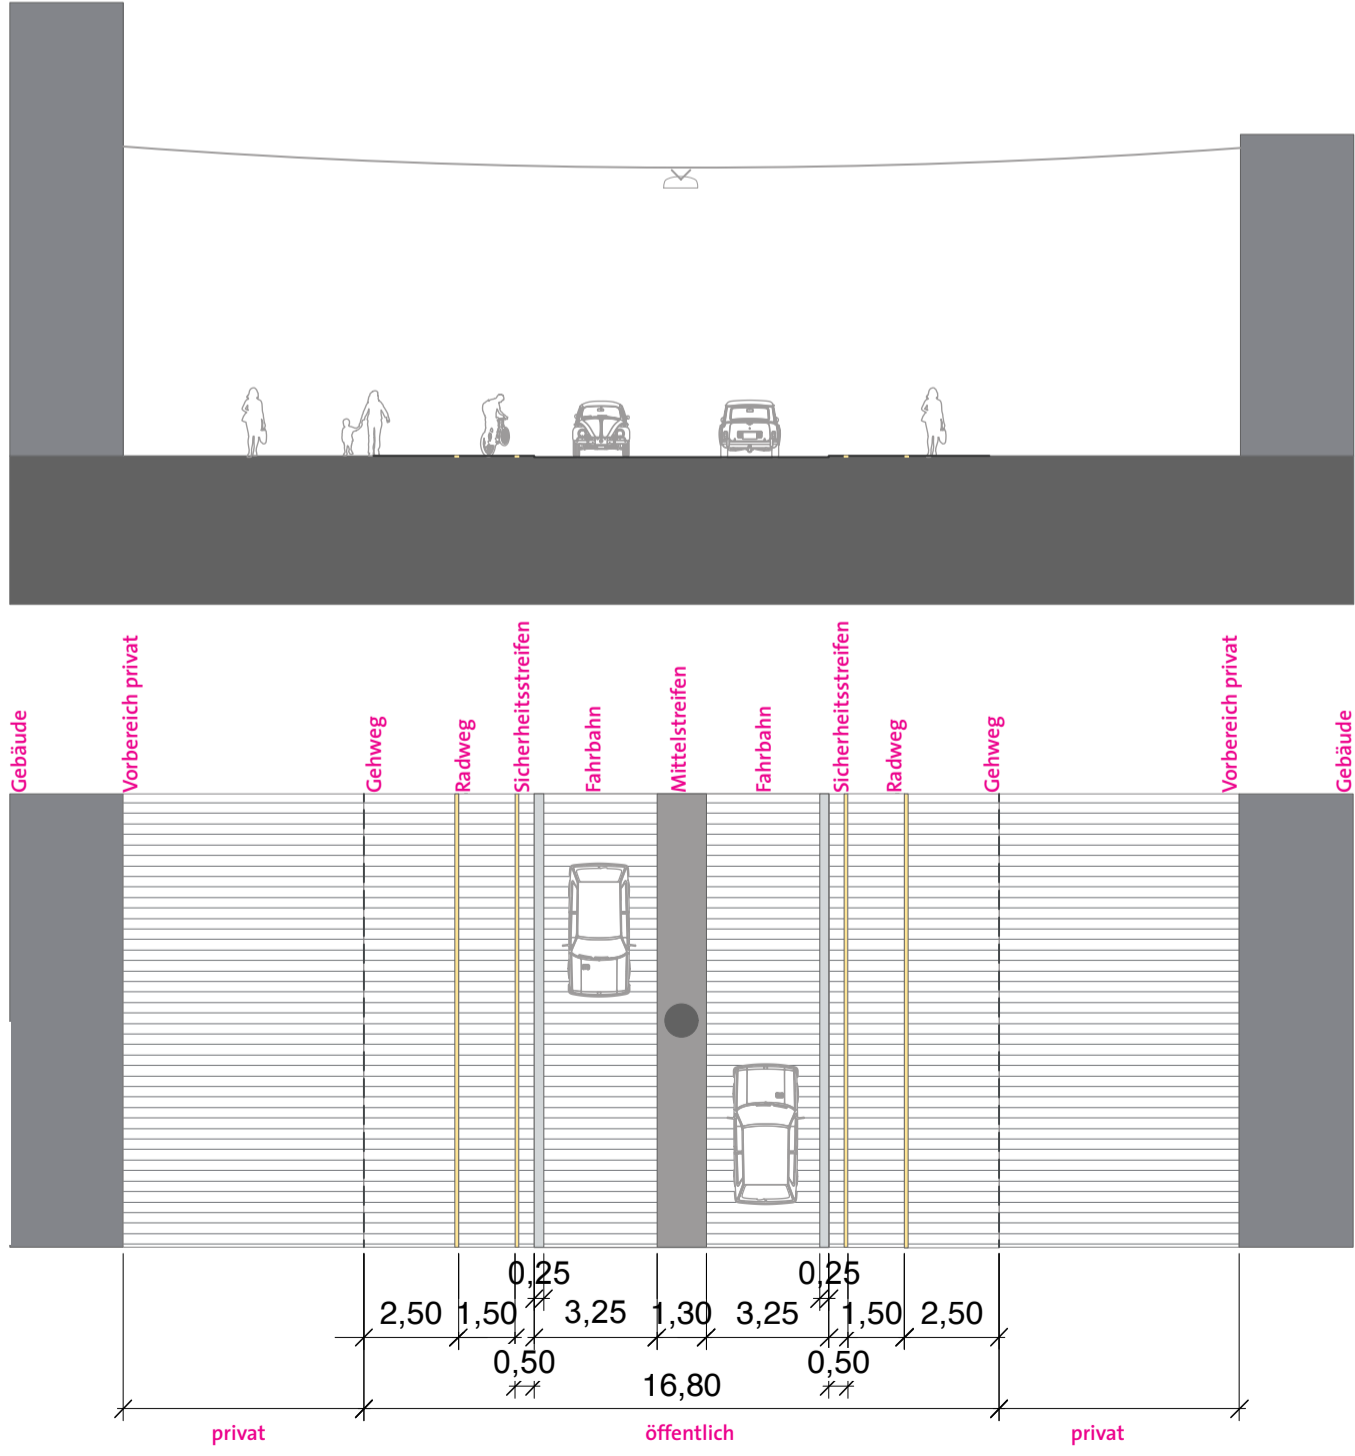 Gebäude
Vorbereich privat
Gehweg
Radweg
Sicherheitsstreifen
Fahrbahn
Mittelstreifen
Fahrbahn
Sicherheitsstreifen
Radweg
Gehweg
Vorbereich privat
Gebäude
0,25 0,25
2,50 1,50 3,25 1,30 3,25 1,50 2,50
0,50 0,50
16,80
privat öffentlich privat